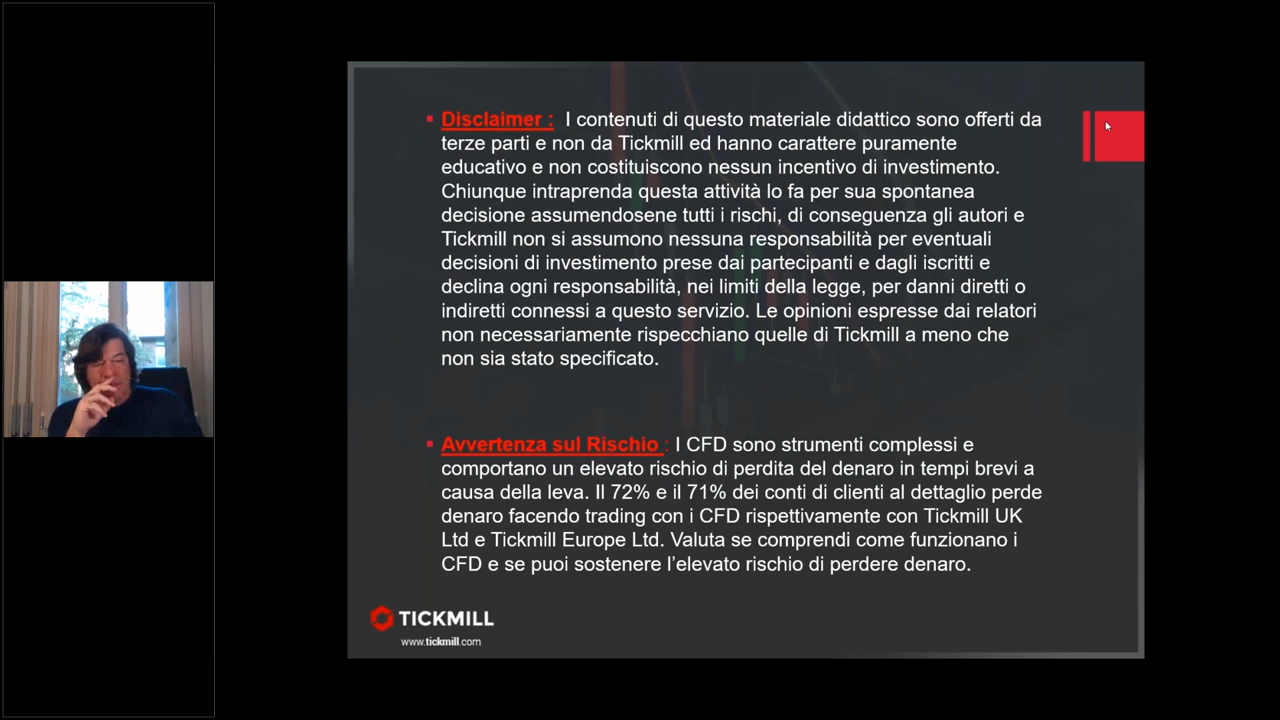 Disclaimer : I contenuti di questo materiale didattico sono offerti da
terze parti e non da Tickmill ed hanno carattere puramente
educativo e non costituiscono nessun incentivo di investimento.
Chiunque intraprenda questa attività lo fa per sua spontanea
decisione assumendosene tutti i rischi, di conseguenza gli autori e
Tickmill non si assumono nessuna responsabilità per eventuali
decisioni di investimento prese dai partecipanti e dagli iscritti e
declina ogni responsabilità, nei limiti della legge, per danni diretti o
indiretti connessi a questo servizio. Le opinioni espresse dai relatori
non necessariamente rispecchiano quelle di Tickmill a meno che
non sia stato specificato.
Avvertenza sul Rischio : I CFD sono strumenti complessi e
comportano un elevato rischio di perdita del denaro in tempi brevi a
causa della leva. Il 72% e il 71% dei conti di clienti al dettaglio perde
denaro facendo trading con i CFD rispettivamente con Tickmill UK
Ltd e Tickmill Europe Ltd. Valuta se comprendi come funzionano i
CFD e se puoi sostenere l’elevato rischio di perdere denaro.
TICKMILL
www.tickmill.com